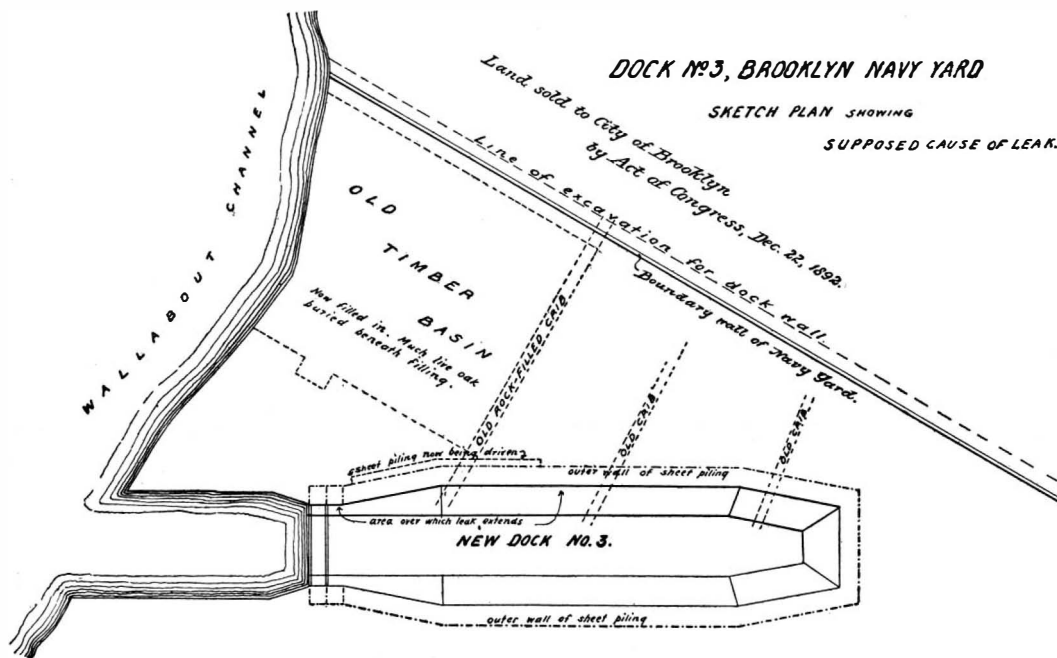 DOCK Nº3, BROOKLYN NAVY YARD
SKETCH PLAN SHOWING
SUPPOSED CAUSE OF LEAK.
Land sold to City of Brooklyn
by Act of Congress, Dec. 22, 1892.
Line of excavation for dock wall
Boundary wall of Navy Yard.
WALLABOUT CHANNEL
OLD
TIMBER
BASIN
Now filled in. Much live oak
buried beneath filling.
OLD ROCK-FILLED CRIB
OLD CRIB
OLD CRIB
sheet piling now being driven
outer wall of sheet piling
area over which leak extends
NEW DOCK NO. 3.
outer wall of sheet piling